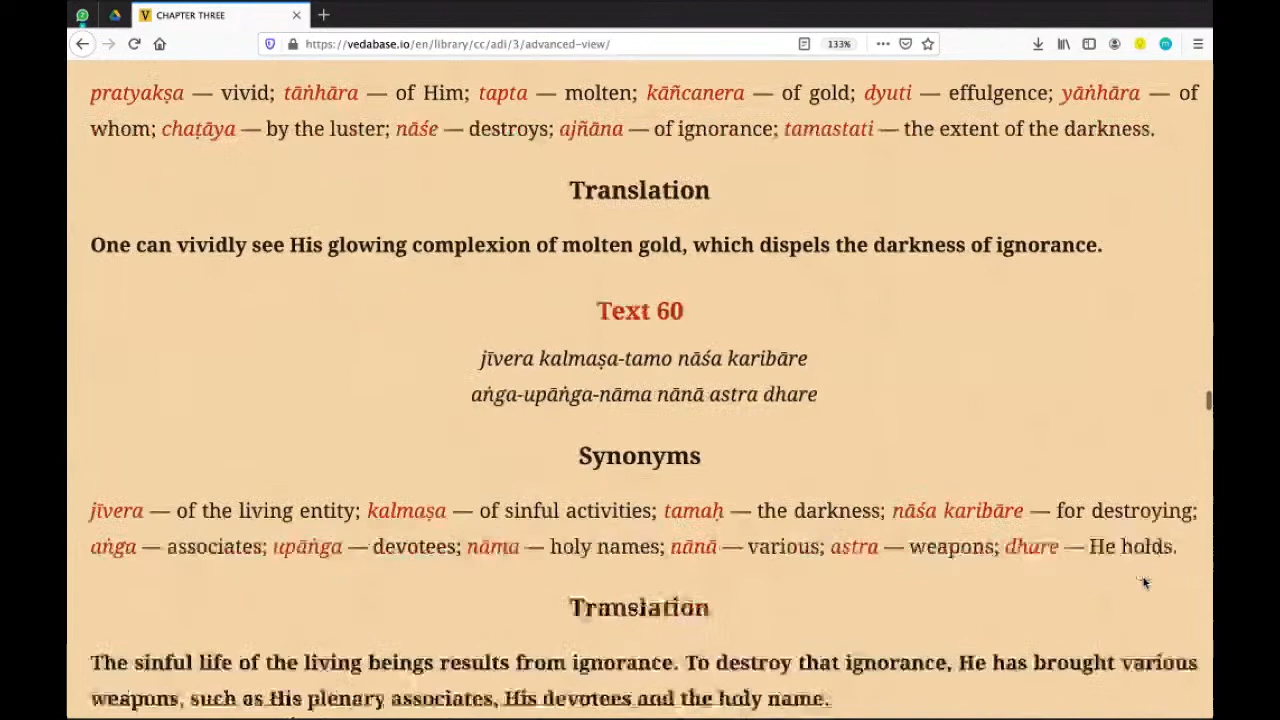 CHAPTER THREE
https://vedabase.io/en/library/cc/adi/3/advanced-view/
133%
pratyakṣa — vivid; tāṅhāra — of Him; tapta — molten; kāñcanera — of gold; dyuti — effulgence; yāṅhāra — of
whom; chaṭāya — by the luster; nāśe — destroys; ajñāna — of ignorance; tamastati — the extent of the darkness.
Translation
One can vividly see His glowing complexion of molten gold, which dispels the darkness of ignorance.
Text 60
jīvera kalmaṣa-tamo nāśa karibāre
aṅga-upāṅga-nāma nānā astra dhare
Synonyms
jīvera — of the living entity; kalmaṣa — of sinful activities; tamaḥ — the darkness; nāśa karibāre — for destroying;
aṅga — associates; upāṅga — devotees; nāma — holy names; nānā — various; astra — weapons; dhare — He holds.
Translation
The sinful life of the living beings results from ignorance. To destroy that ignorance, He has brought various
weapons, such as His plenary associates, His devotees and the holy name.